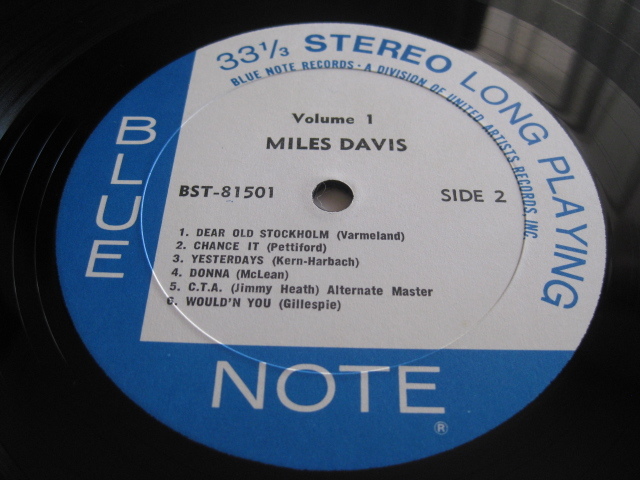 33 1/3 STEREO LONG PLAYING
BLUE NOTE RECORDS · A DIVISION OF UNITED ARTISTS RECORDS, INC.
Volume 1
MILES DAVIS
BST-81501
SIDE 2
1. DEAR OLD STOCKHOLM (Varmeland)
2. CHANCE IT (Pettiford)
3. YESTERDAYS (Kern-Harbach)
4. DONNA (McLean)
5. C.T.A. (Jimmy Heath) Alternate Master
6. WOULD'N YOU (Gillespie)
BLUE
NOTE
®